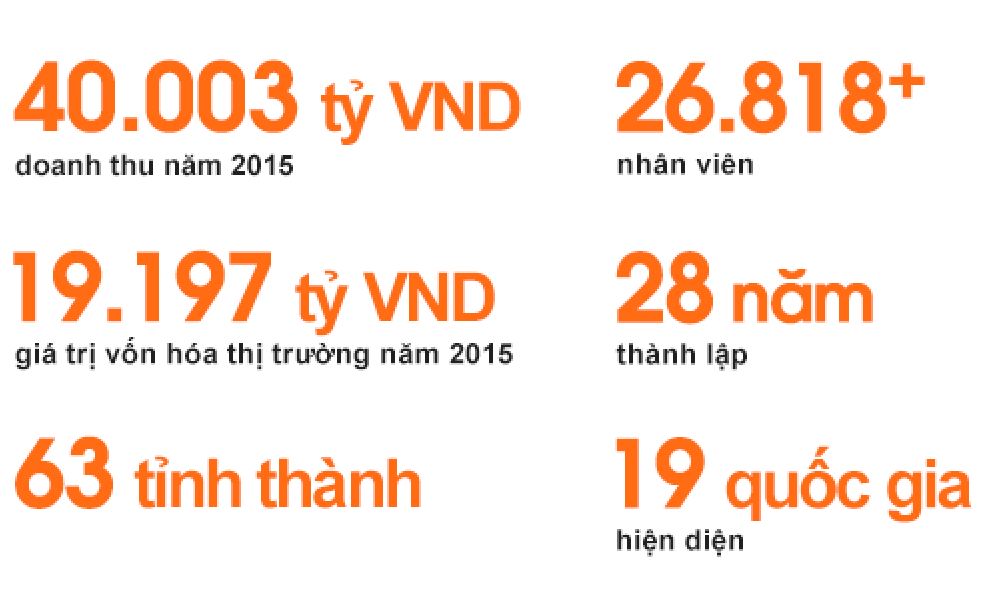 40.003 tỷ VND
doanh thu năm 2015
26.818+
nhân viên
19.197 tỷ VND
giá trị vốn hóa thị trường năm 2015
28 năm
thành lập
63 tỉnh thành
19 quốc gia
hiện diện